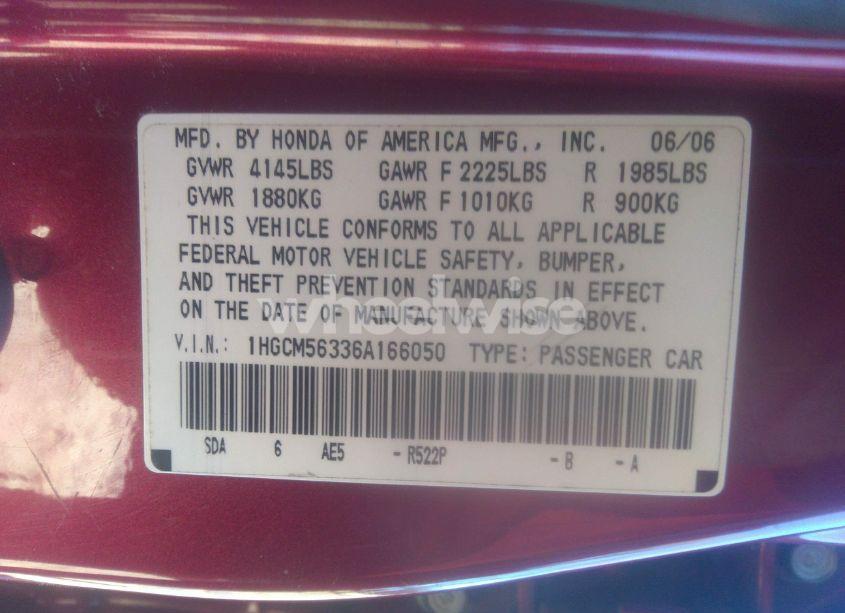 MFD. BY HONDA OF AMERICA MFG., INC. 06/06
GVWR 4145LBS GAWR F 2225LBS R 1985LBS
GVWR 1880KG GAWR F 1010KG R 900KG
THIS VEHICLE CONFORMS TO ALL APPLICABLE
FEDERAL MOTOR VEHICLE SAFETY, BUMPER,
AND THEFT PREVENTION STANDARDS IN EFFECT
ON THE DATE OF MANUFACTURE SHOWN ABOVE.
wheelwise
V.I.N.: 1HGCM56336A166050 TYPE: PASSENGER CAR
SDA 6 AE5 -R522P -B -A